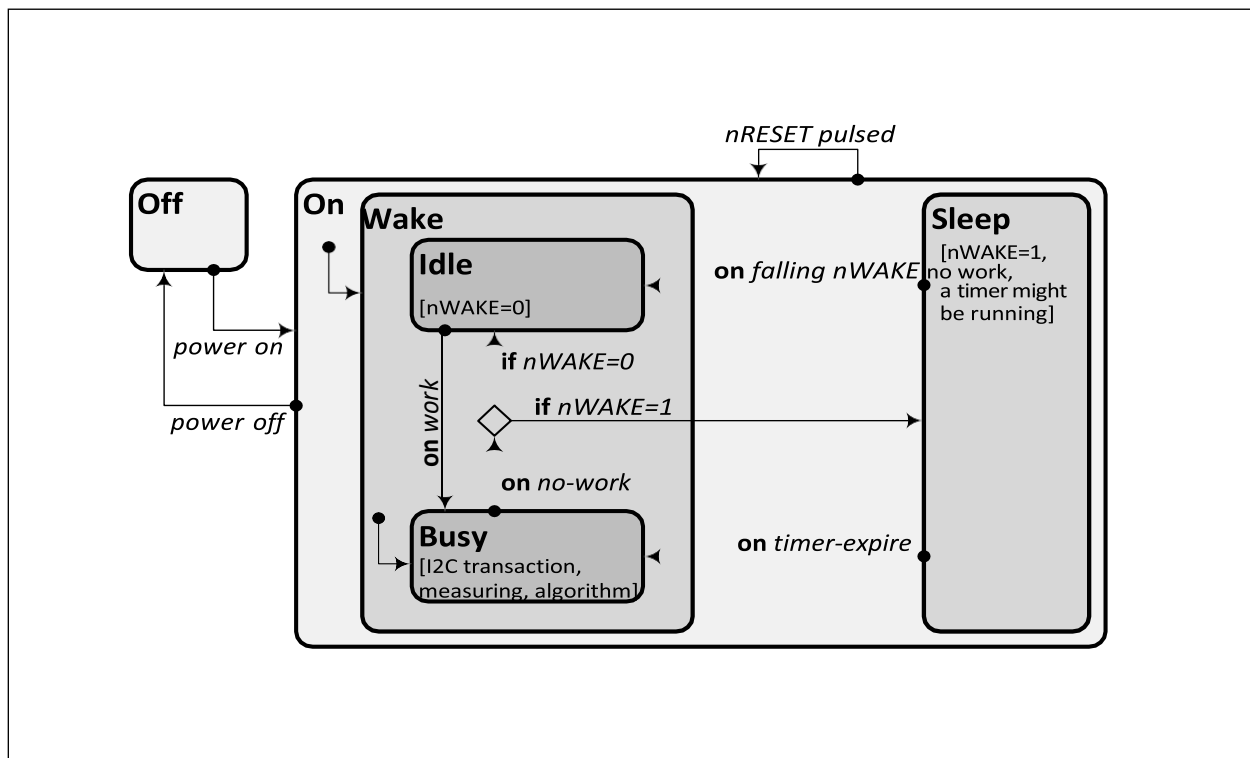 nRESET pulsed
Off
On
Wake
Sleep
Idle
[nWAKE=0]
on falling nWAKE
[nWAKE=1,
no work,
a timer might
be running]
power on
if nWAKE=0
power off
if nWAKE=1
on work
on no-work
Busy
[I2C transaction,
measuring, algorithm]
on timer-expire